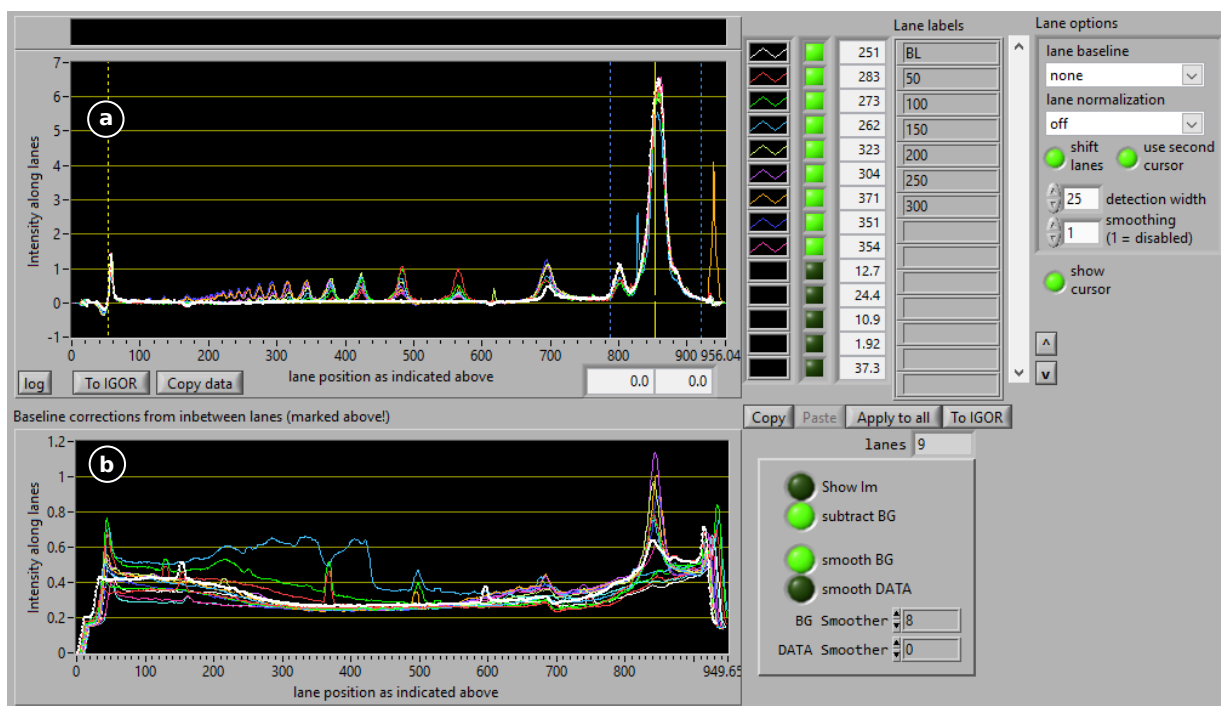 Lane labels
Lane options
7
6
5
4
3
2
1
0
-1
Intensity along lanes
a
0 100 200 300 400 500 600 700 800 900 956.04
lane position as indicated above
log
To IGOR
Copy data
0.0 0.0
251 BL
283 50
273 100
262 150
323 200
304 250
371 300
351
354
12.7
24.4
10.9
1.92
37.3
lane baseline
none
lane normalization
off
shift lanes
use second cursor
25 detection width
1 smoothing (1 = disabled)
show cursor
^
v
Copy Paste Apply to all To IGOR
Baseline corrections from inbetween lanes (marked above!)
1.2
1
0.8
0.6
0.4
0.2
0
Intensity along lanes
b
0 100 200 300 400 500 600 700 800 949.65
lane position as indicated above
lanes 9
Show Im
subtract BG
smooth BG
smooth DATA
BG Smoother 8
DATA Smoother 0